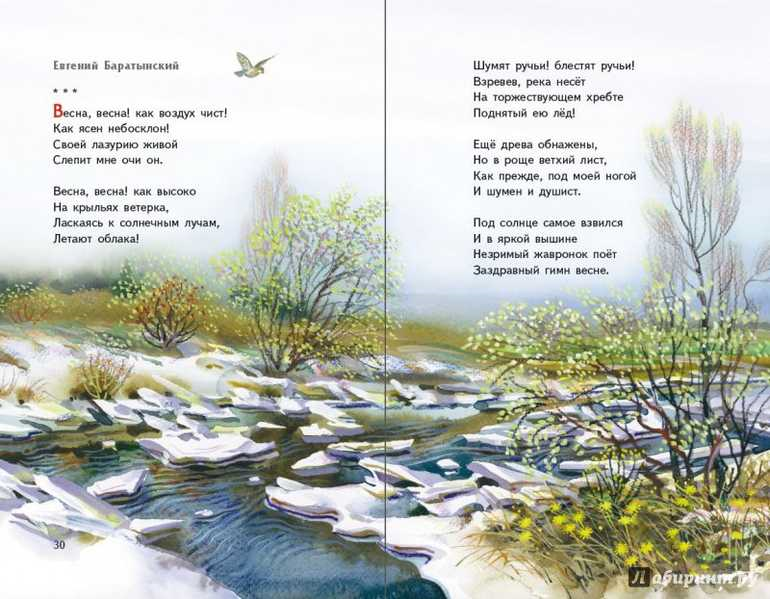 Евгений Баратынский
* * *
Весна, весна! как воздух чист!
Как ясен небосклон!
Своей лазурию живой
Слепит мне очи он.
Весна, весна! как высоко
На крыльях ветерка,
Ласкаясь к солнечным лучам,
Летают облака!
30
Шумят ручьи! блестят ручьи!
Взревев, река несёт
На торжествующем хребте
Поднятый ею лёд!
Ещё древа обнажены,
Но в роще ветхий лист,
Как прежде, под моей ногой
И шумен и душист.
Под солнце самое взвился
И в яркой вышине
Незримый жавронок поёт
Заздравный гимн весне.
Лабиринт.ру